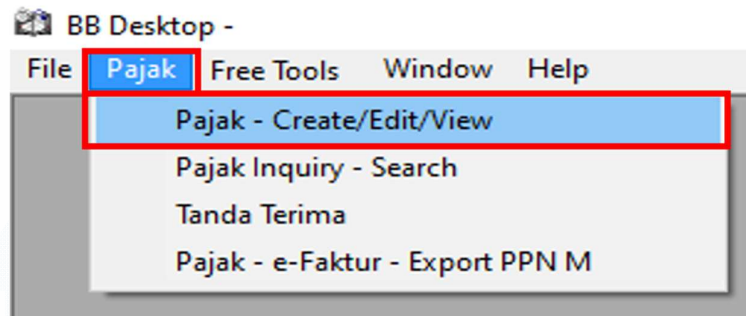 BB Desktop -
File Pajak Free Tools Window Help
Pajak - Create/Edit/View
Pajak Inquiry - Search
Tanda Terima
Pajak - e-Faktur - Export PPN M